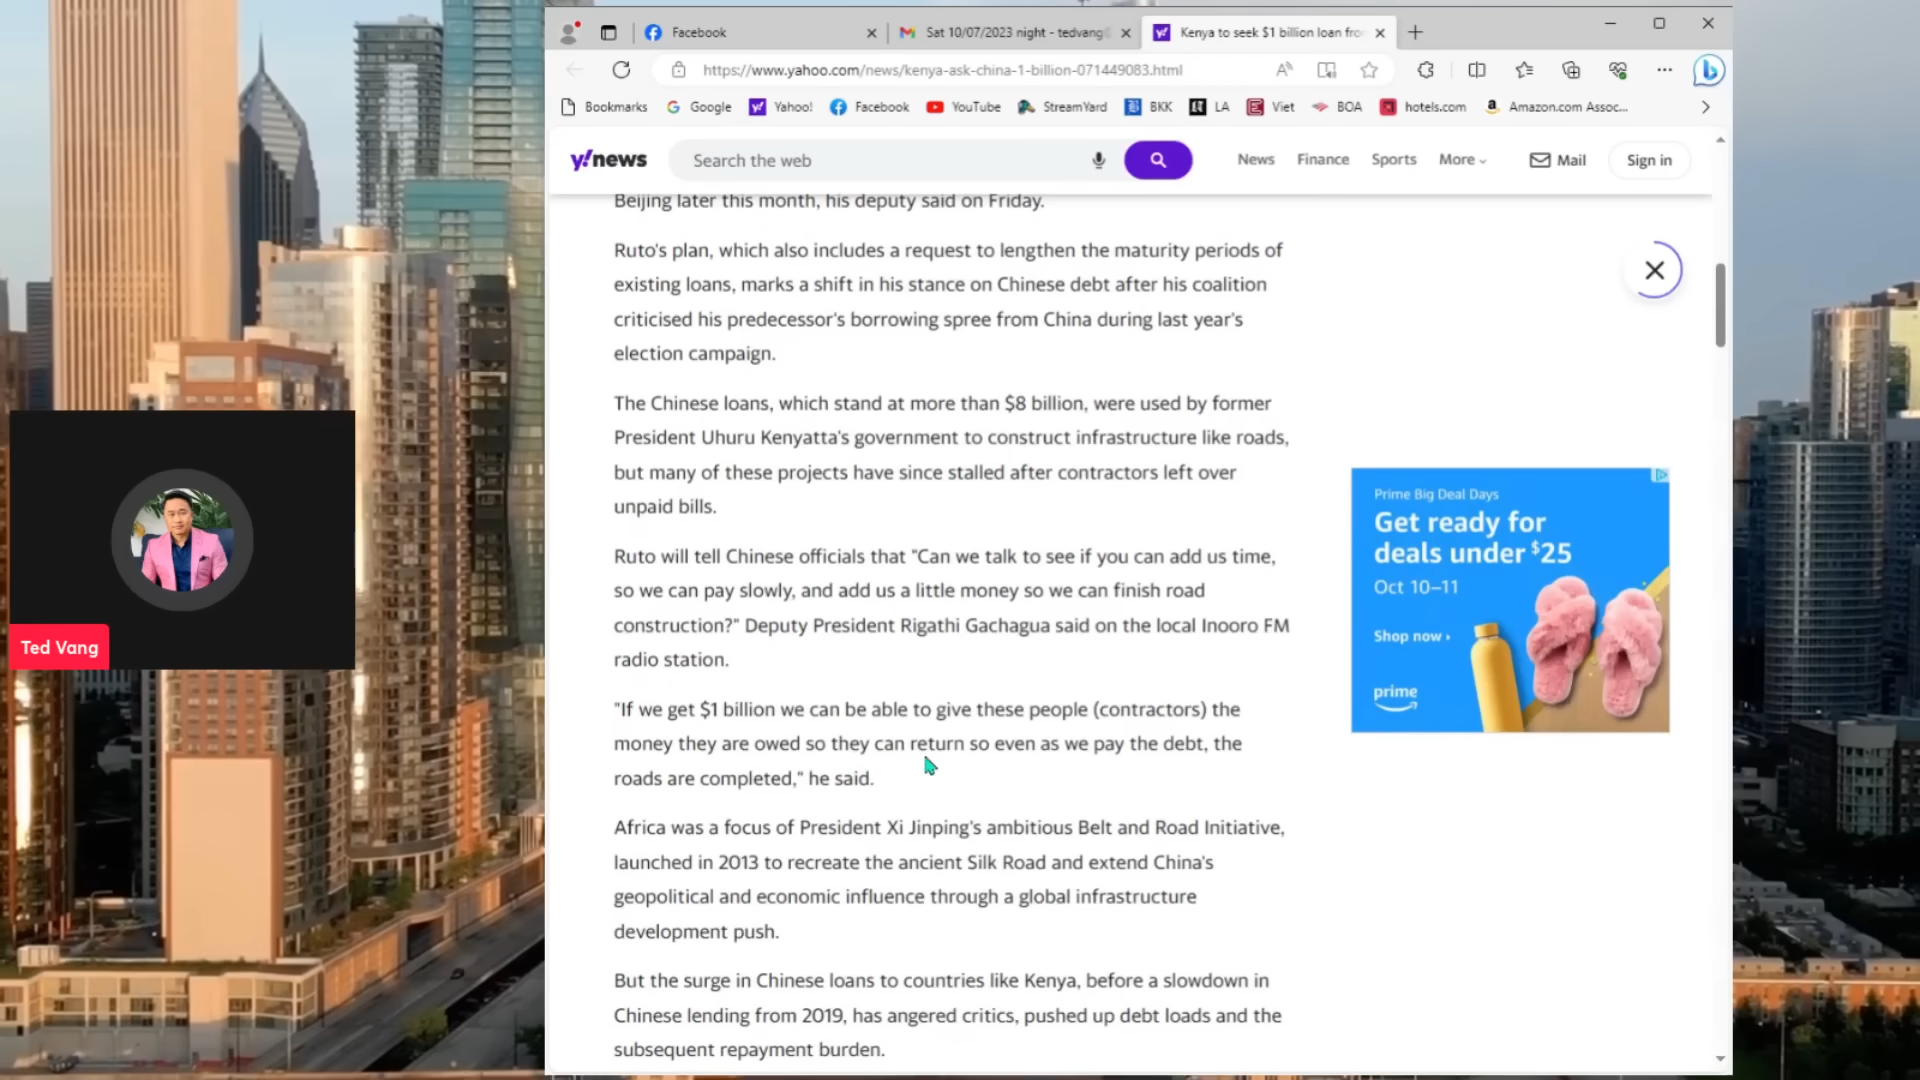 Facebook
Sat 10/07/2023 night - tedvang
Kenya to seek $1 billion loan from
https://www.yahoo.com/news/kenya-ask-china-1-billion-071449083.html
Bookmarks
Google
Yahoo!
Facebook
YouTube
StreamYard
BKK
LA
Viet
BOA
hotels.com
Amazon.com Assoc...
y!news
Search the web
News
Finance
Sports
More
Mail
Sign in
Beijing later this month, his deputy said on Friday.
Ruto's plan, which also includes a request to lengthen the maturity periods of
existing loans, marks a shift in his stance on Chinese debt after his coalition
criticised his predecessor's borrowing spree from China during last year's
election campaign.
The Chinese loans, which stand at more than $8 billion, were used by former
President Uhuru Kenyatta's government to construct infrastructure like roads,
but many of these projects have since stalled after contractors left over
unpaid bills.
Ruto will tell Chinese officials that "Can we talk to see if you can add us time,
so we can pay slowly, and add us a little money so we can finish road
construction?" Deputy President Rigathi Gachagua said on the local Inooro FM
radio station.
"If we get $1 billion we can be able to give these people (contractors) the
money they are owed so they can return so even as we pay the debt, the
roads are completed," he said.
Africa was a focus of President Xi Jinping's ambitious Belt and Road Initiative,
launched in 2013 to recreate the ancient Silk Road and extend China's
geopolitical and economic influence through a global infrastructure
development push.
But the surge in Chinese loans to countries like Kenya, before a slowdown in
Chinese lending from 2019, has angered critics, pushed up debt loads and the
subsequent repayment burden.
Prime Big Deal Days
Get ready for
deals under $25
Oct 10–11
Shop now ›
prime
Ted Vang